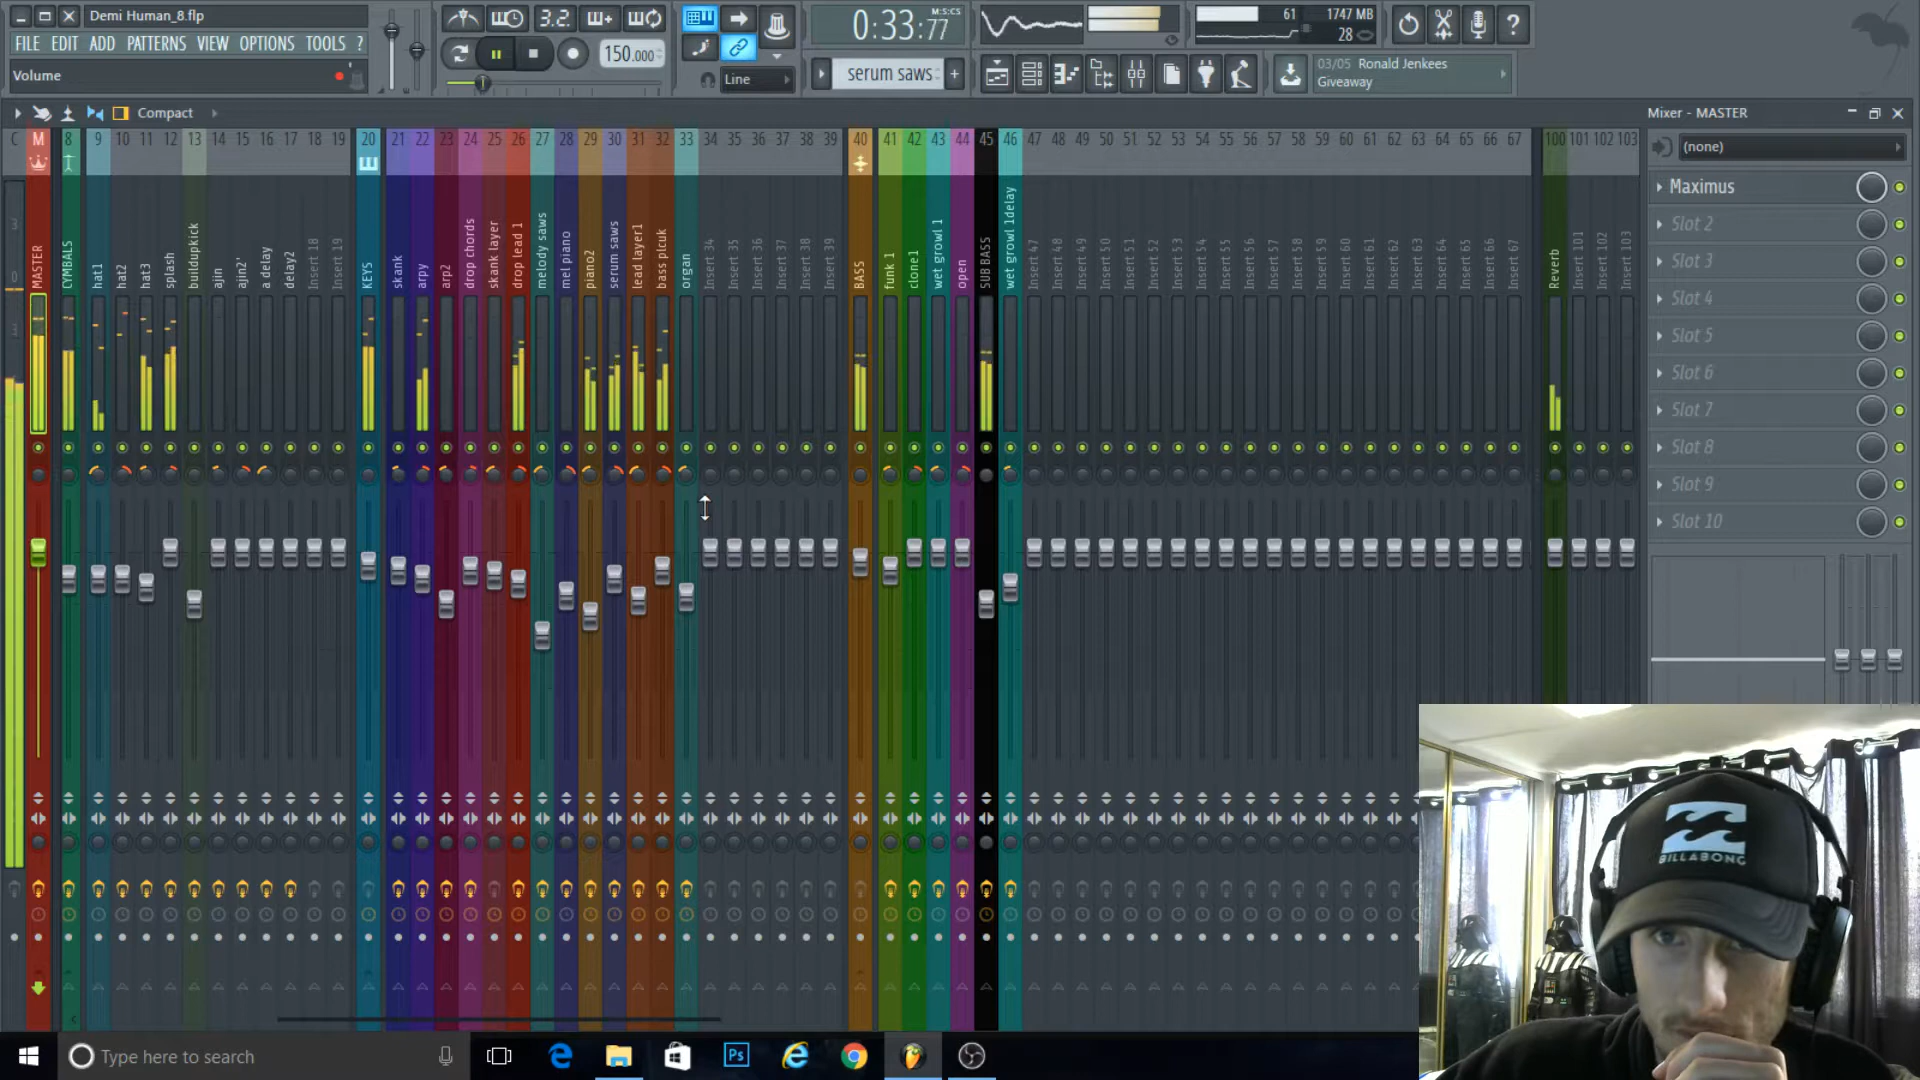 Demi Human_8.flp
FILE EDIT ADD PATTERNS VIEW OPTIONS TOOLS ?
Volume
3.2.
150.000
Line
0:33:77
M:S:CS
serum saws
61
1747 MB
28
03/05 Ronald Jenkees
Giveaway
Compact
Mixer - MASTER
(none)
Maximus
Slot 2
Slot 3
Slot 4
Slot 5
Slot 6
Slot 7
Slot 8
Slot 9
Slot 10
C M 8 9 10 11 12 13 14 15 16 17 18 19 20 21 22 23 24 25 26 27 28 29 30 31 32 33 34 35 36 37 38 39 40 41 42 43 44 45 46 47 48 49 50 51 52 53 54 55 56 57 58 59 60 61 62 63 64 65 66 67 100 101 102 103
3
0
3
MASTER
CYMBALS
hat1
hat2
hat3
splash
buildupkick
ajin
ajin2'
a delay
delay2
Insert 18
Insert 19
KEYS
skank
arpy
arp2
drop chords
skank layer
drop lead 1
melody saws
mel piano
piano2
serum saws
lead layer1
bass plcuk
organ
Insert 34
Insert 35
Insert 36
Insert 37
Insert 38
Insert 39
BASS
funk 1
clone1
wet growl 1
open
SUB BASS
wet growl 1delay
Insert 47
Insert 48
Insert 49
Insert 50
Insert 51
Insert 52
Insert 53
Insert 54
Insert 55
Insert 56
Insert 57
Insert 58
Insert 59
Insert 60
Insert 61
Insert 62
Insert 63
Insert 64
Insert 65
Insert 66
Insert 67
Reverb
Insert 101
Insert 102
Insert 103
BILLABONG
Type here to search
Ps